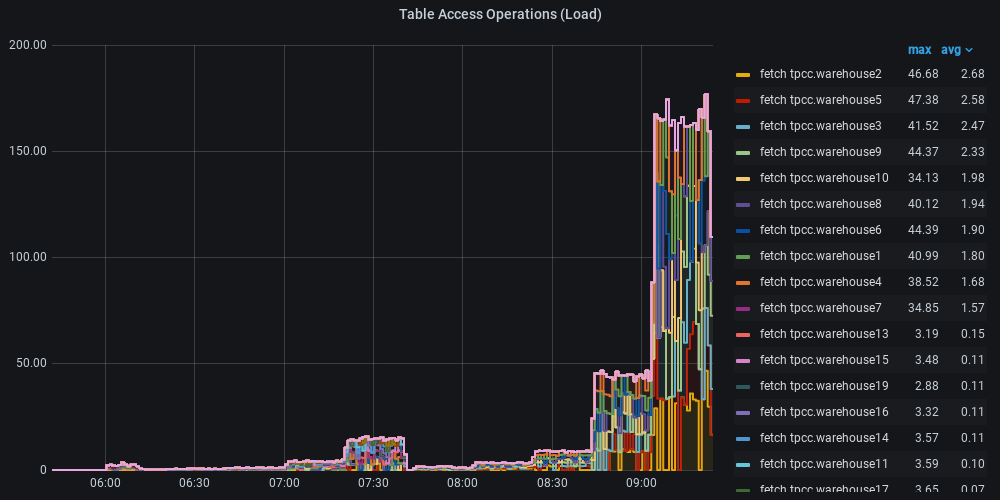 Table Access Operations (Load)
200.00
150.00
100.00
50.00
0
06:00 06:30 07:00 07:30 08:00 08:30 09:00
max avg
fetch tpcc.warehouse2 46.68 2.68
fetch tpcc.warehouse5 47.38 2.58
fetch tpcc.warehouse3 41.52 2.47
fetch tpcc.warehouse9 44.37 2.33
fetch tpcc.warehouse10 34.13 1.98
fetch tpcc.warehouse8 40.12 1.94
fetch tpcc.warehouse6 44.39 1.90
fetch tpcc.warehouse1 40.99 1.80
fetch tpcc.warehouse4 38.52 1.68
fetch tpcc.warehouse7 34.85 1.57
fetch tpcc.warehouse13 3.19 0.15
fetch tpcc.warehouse15 3.48 0.11
fetch tpcc.warehouse19 2.88 0.11
fetch tpcc.warehouse16 3.32 0.11
fetch tpcc.warehouse14 3.57 0.11
fetch tpcc.warehouse11 3.59 0.10
fetch tpcc.warehouse17 3.65 0.07